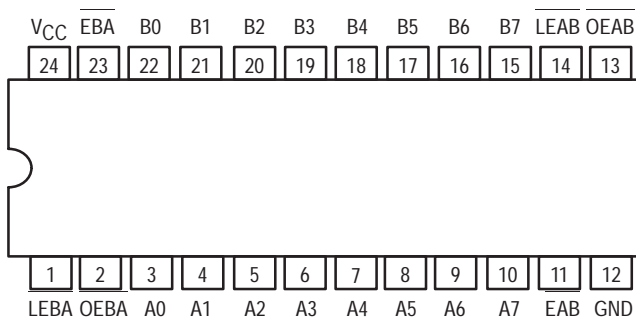 VCC EBA B0 B1 B2 B3 B4 B5 B6 B7 LEAB OEAB
24 23 22 21 20 19 18 17 16 15 14 13
1 2 3 4 5 6 7 8 9 10 11 12
LEBA OEBA A0 A1 A2 A3 A4 A5 A6 A7 EAB GND